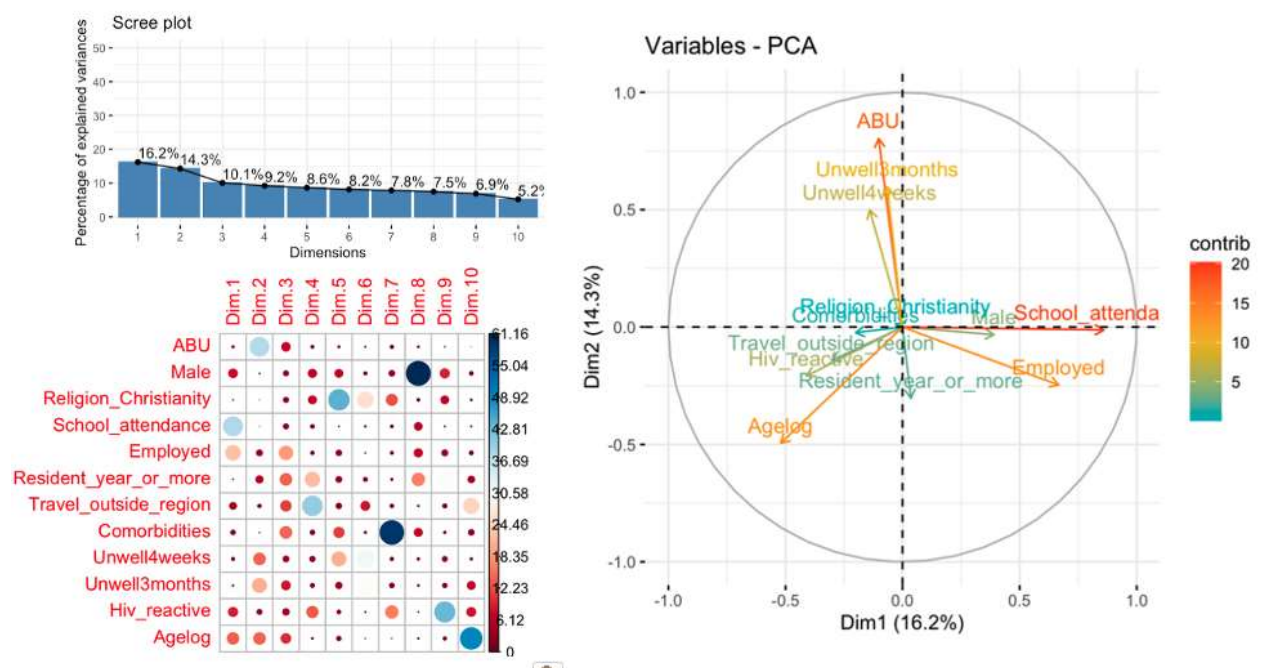 Scree plot
Percentage of explained variances
50
40
30
20
10
0
16.2%
14.3%
10.1%
9.2%
8.6%
8.2%
7.8%
7.5%
6.9%
5.2%
1 2 3 4 5 6 7 8 9 10
Dimensions
Dim.1 Dim.2 Dim.3 Dim.4 Dim.5 Dim.6 Dim.7 Dim.8 Dim.9 Dim.10
ABU
Male
Religion_Christianity
School_attendance
Employed
Resident_year_or_more
Travel_outside_region
Comorbidities
Unwell4weeks
Unwell3months
Hiv_reactive
Agelog
61.16
55.04
48.92
42.81
36.69
30.58
24.46
18.35
12.23
6.12
0
Variables - PCA
Dim2 (14.3%)
1.0
0.5
0.0
-0.5
-1.0
ABU
Unwell3months
Unwell4weeks
Religion_Christianity
Comorbidities
Male
School_attenda
Travel_outside_region
Hiv_reactive
Employed
Resident_year_or_more
Agelog
-1.0 -0.5 0.0 0.5 1.0
Dim1 (16.2%)
contrib
20
15
10
5